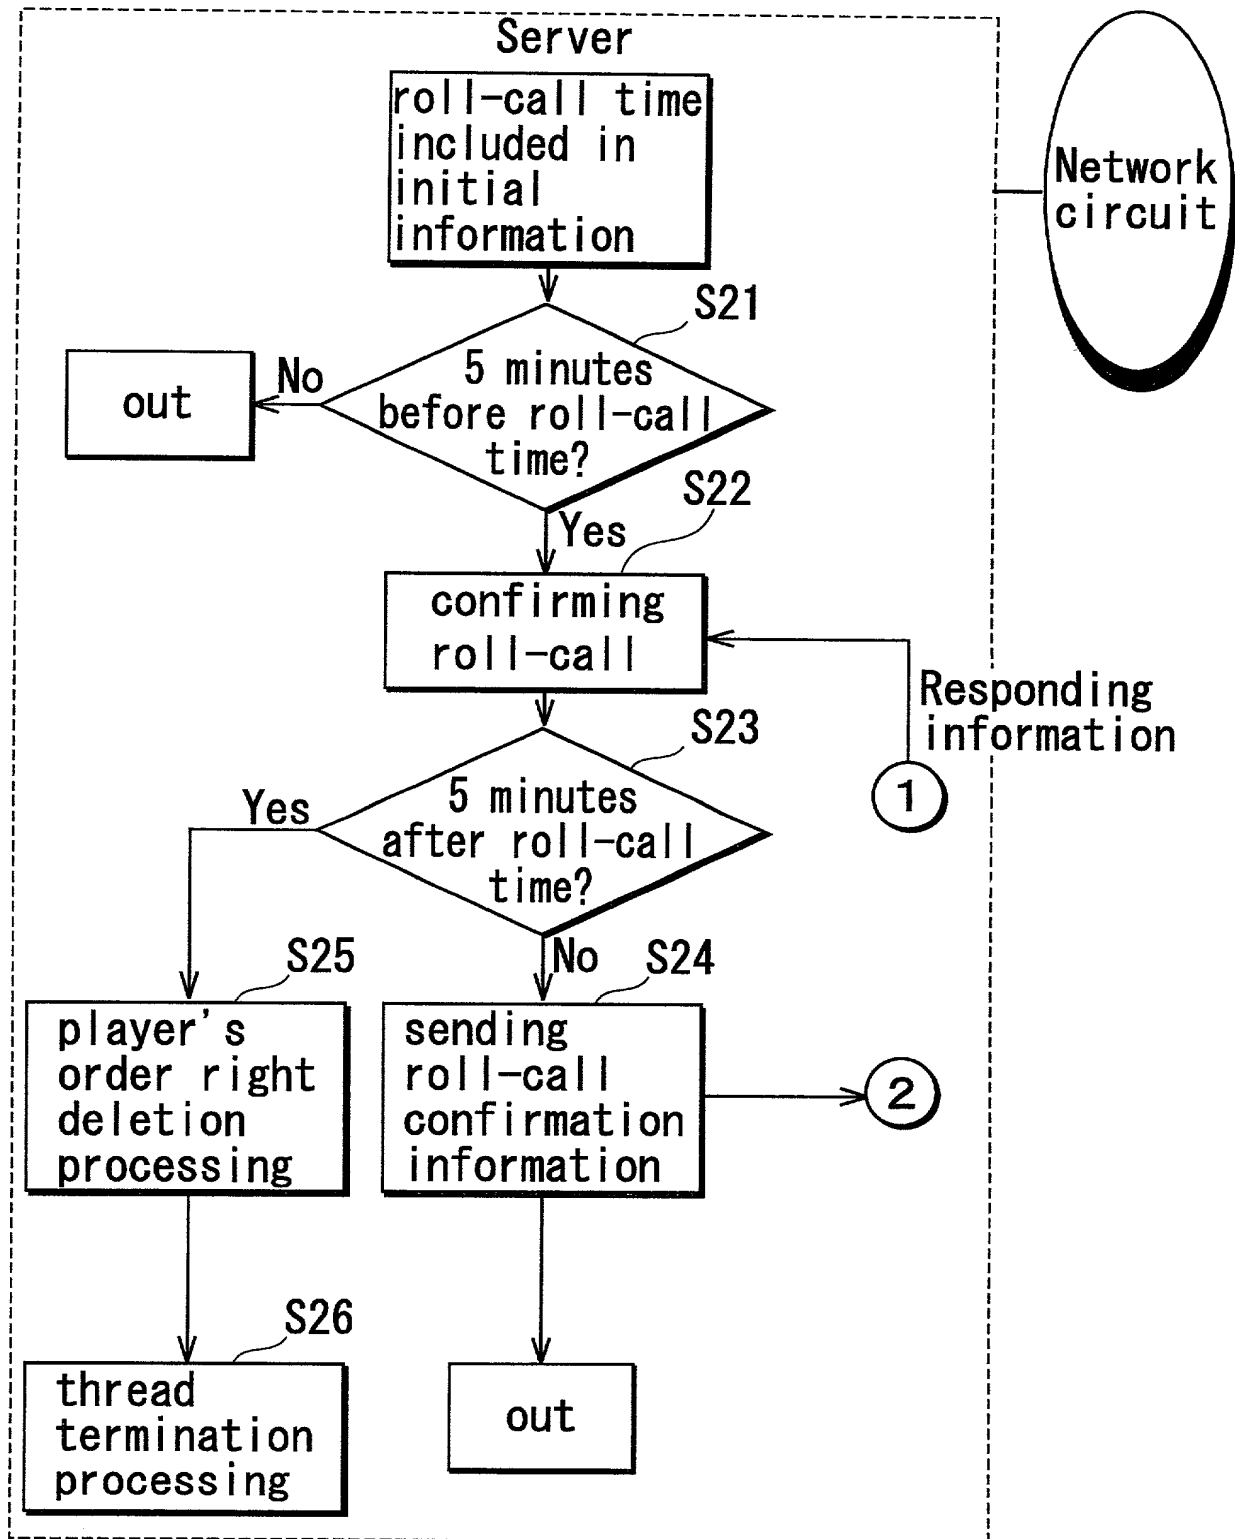 Server
roll-call time
included in
initial
information
Network
circuit
S21
5 minutes
before roll-call
time?
No
out
S22
Yes
confirming
roll-call
Responding
information
1
S23
5 minutes
after roll-call
time?
Yes
No
S25
player's
order right
deletion
processing
S24
sending
roll-call
confirmation
information
2
S26
thread
termination
processing
out